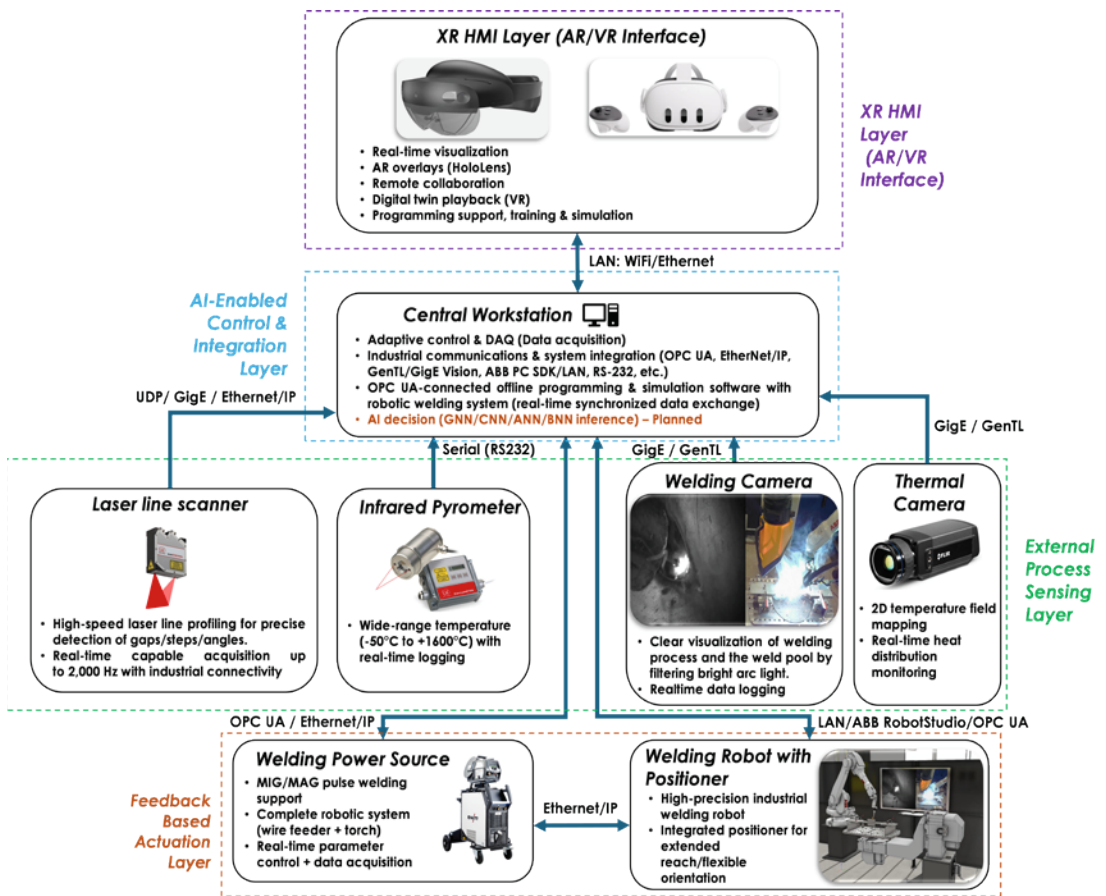 XR HMI Layer (AR/VR Interface)
• Real-time visualization
• AR overlays (HoloLens)
• Remote collaboration
• Digital twin playback (VR)
• Programming support, training & simulation
XR HMI
Layer
(AR/VR
Interface)
LAN: WiFi/Ethernet
AI-Enabled
Control &
Integration
Layer
Central Workstation
• Adaptive control & DAQ (Data acquisition)
• Industrial communications & system integration (OPC UA, EtherNet/IP,
GenTL/GigE Vision, ABB PC SDK/LAN, RS-232, etc.)
• OPC UA-connected offline programming & simulation software with
robotic welding system (real-time synchronized data exchange)
• AI decision (GNN/CNN/ANN/BNN inference) – Planned
UDP/ GigE / Ethernet/IP
Serial (RS232)
GigE / GenTL
GigE / GenTL
Laser line scanner
• High-speed laser line profiling for precise
detection of gaps/steps/angles.
• Real-time capable acquisition up
to 2,000 Hz with industrial connectivity
Infrared Pyrometer
• Wide-range temperature
(-50°C to +1600°C) with
real-time logging
Welding Camera
• Clear visualization of welding
process and the weld pool by
filtering bright arc light.
• Realtime data logging
Thermal
Camera
FLIR
• 2D temperature field
mapping
• Real-time heat
distribution
monitoring
External
Process
Sensing
Layer
OPC UA / Ethernet/IP
LAN/ABB RobotStudio/OPC UA
Feedback
Based
Actuation
Layer
Welding Power Source
• MIG/MAG pulse welding
support
• Complete robotic system
(wire feeder + torch)
• Real-time parameter
control + data acquisition
Ethernet/IP
Welding Robot with
Positioner
• High-precision industrial
welding robot
• Integrated positioner for
extended
reach/flexible
orientation